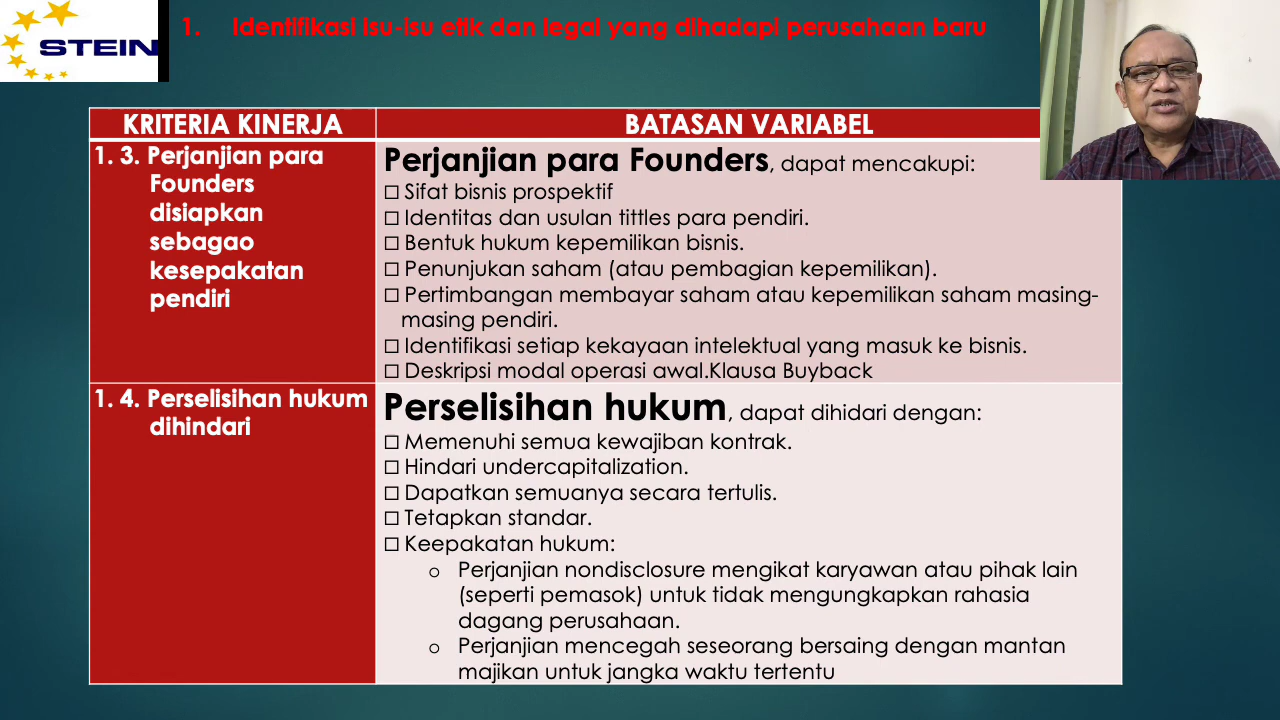 STEIN
1. Identifikasi isu-isu etik dan legal yang dihadapi perusahaan baru
KRITERIA KINERJA
BATASAN VARIABEL
1. 3. Perjanjian para
Founders
disiapkan
sebagao
kesepakatan
pendiri
Perjanjian para Founders, dapat mencakupi:
☐ Sifat bisnis prospektif
☐ Identitas dan usulan tittles para pendiri.
☐ Bentuk hukum kepemilikan bisnis.
☐ Penunjukan saham (atau pembagian kepemilikan).
☐ Pertimbangan membayar saham atau kepemilikan saham masing-
masing pendiri.
☐ Identifikasi setiap kekayaan intelektual yang masuk ke bisnis.
☐ Deskripsi modal operasi awal.Klausa Buyback
1. 4. Perselisihan hukum
dihindari
Perselisihan hukum, dapat dihidari dengan:
☐ Memenuhi semua kewajiban kontrak.
☐ Hindari undercapitalization.
☐ Dapatkan semuanya secara tertulis.
☐ Tetapkan standar.
☐ Keepakatan hukum:
o Perjanjian nondisclosure mengikat karyawan atau pihak lain
(seperti pemasok) untuk tidak mengungkapkan rahasia
dagang perusahaan.
o Perjanjian mencegah seseorang bersaing dengan mantan
majikan untuk jangka waktu tertentu